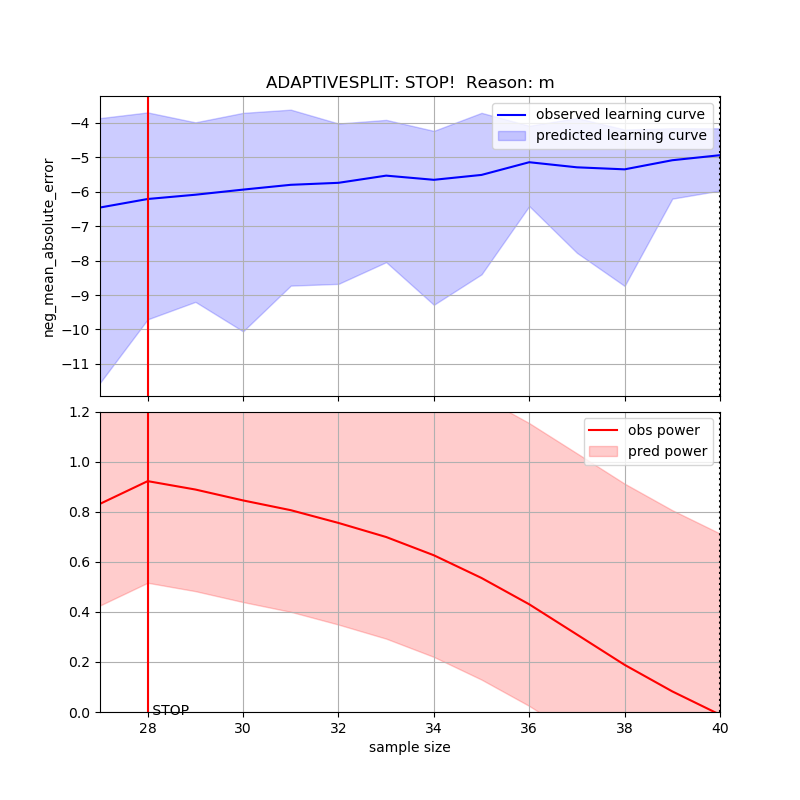 ADAPTIVESPLIT: STOP!  Reason: m
−4
−5
−6
−7
−8
−9
−10
−11
neg_mean_absolute_error
observed learning curve
predicted learning curve
1.2
1.0
0.8
0.6
0.4
0.2
0.0
obs power
pred power
STOP
28
30
32
34
36
38
40
sample size